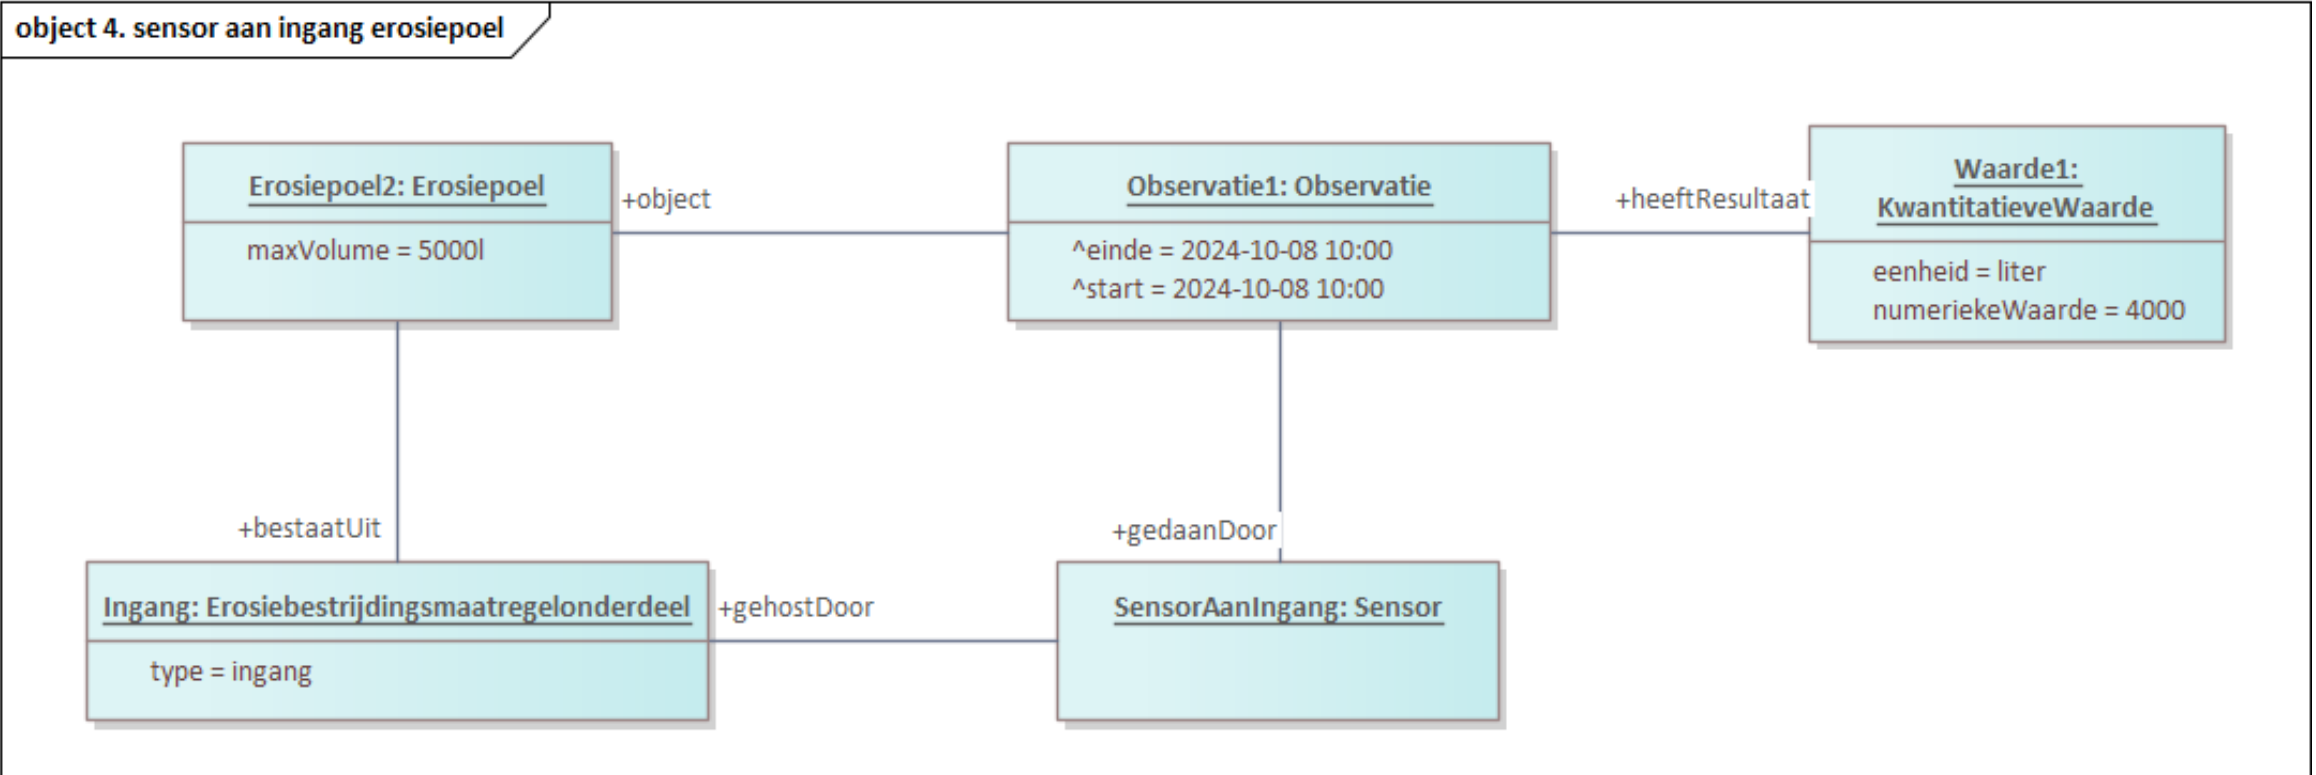 object 4. sensor aan ingang erosiepoel
Erosiepoel2: Erosiepoel
maxVolume = 5000l
+object
Observatie1: Observatie
^einde = 2024-10-08 10:00
^start = 2024-10-08 10:00
+heeftResultaat
Waarde1:
KwantitatieveWaarde
eenheid = liter
numeriekeWaarde = 4000
+bestaatUit
+gedaanDoor
Ingang: Erosiebestrijdingsmaatregelonderdeel
type = ingang
+gehostDoor
SensorAanIngang: Sensor